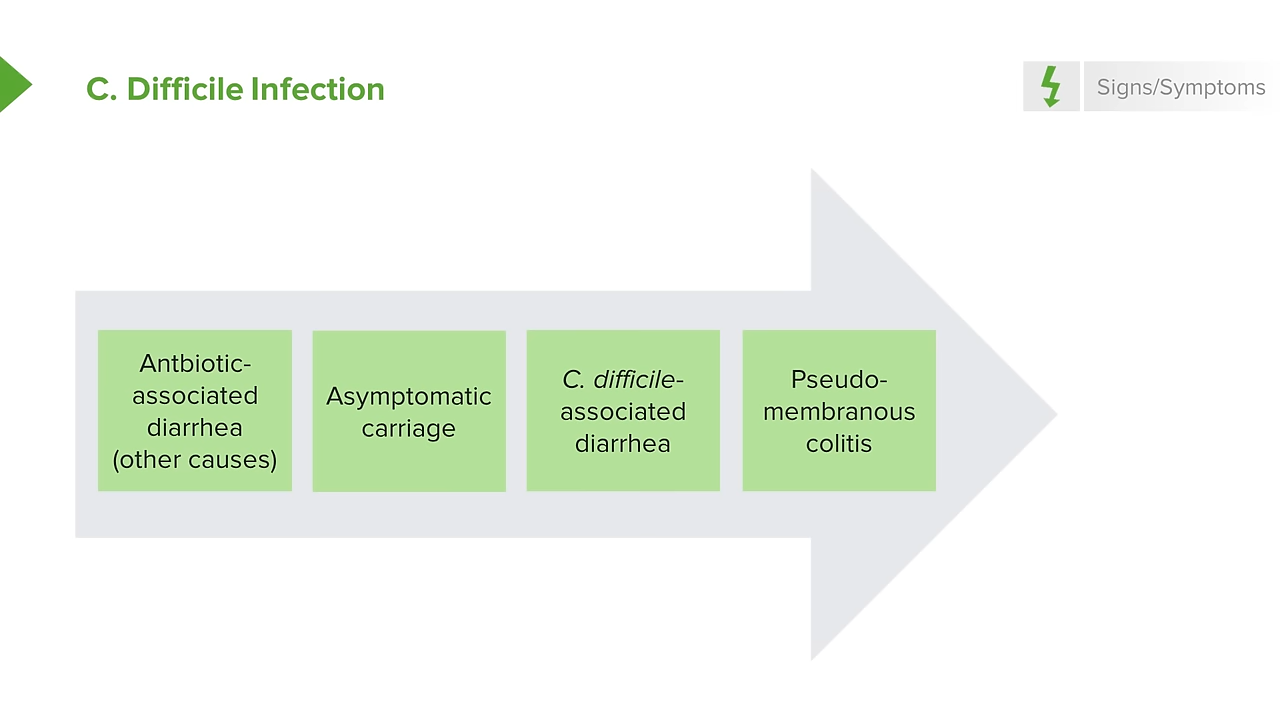 C. Difficile Infection
Signs/Symptoms
Antbiotic-
associated
diarrhea
(other causes)
Asymptomatic
carriage
C. difficile-
associated
diarrhea
Pseudo-
membranous
colitis